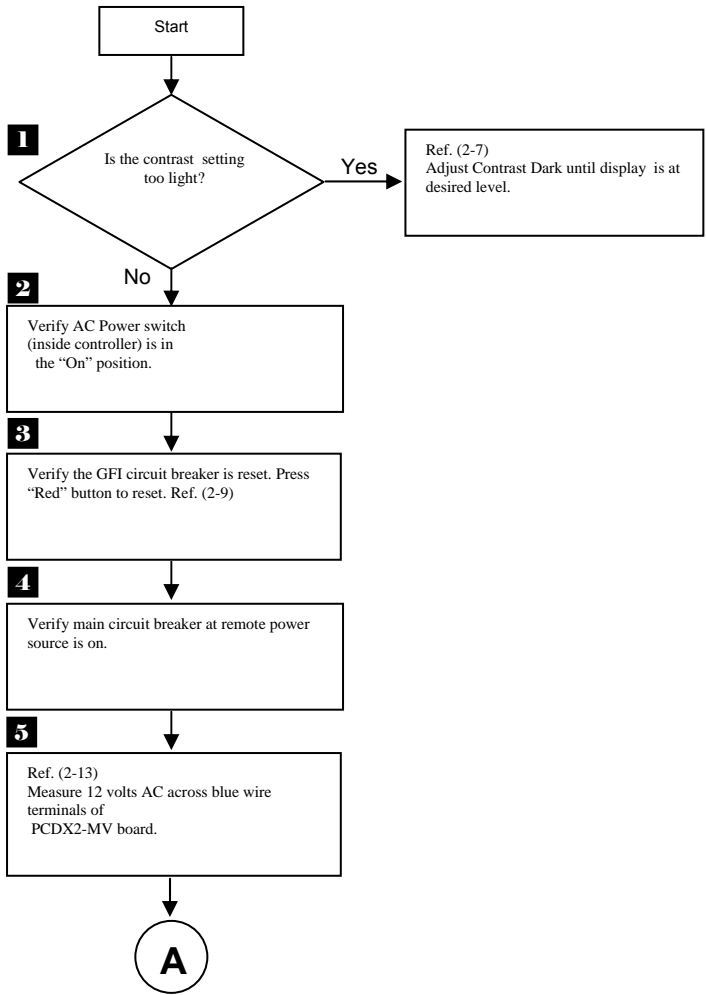 Start
1
Is the contrast setting
too light?
Yes
Ref. (2-7)
Adjust Contrast Dark until display is at
desired level.
No
2
Verify AC Power switch
(inside controller) is in
the “On” position.
3
Verify the GFI circuit breaker is reset. Press
“Red” button to reset. Ref. (2-9)
4
Verify main circuit breaker at remote power
source is on.
5
Ref. (2-13)
Measure 12 volts AC across blue wire
terminals of
PCDX2-MV board.
A